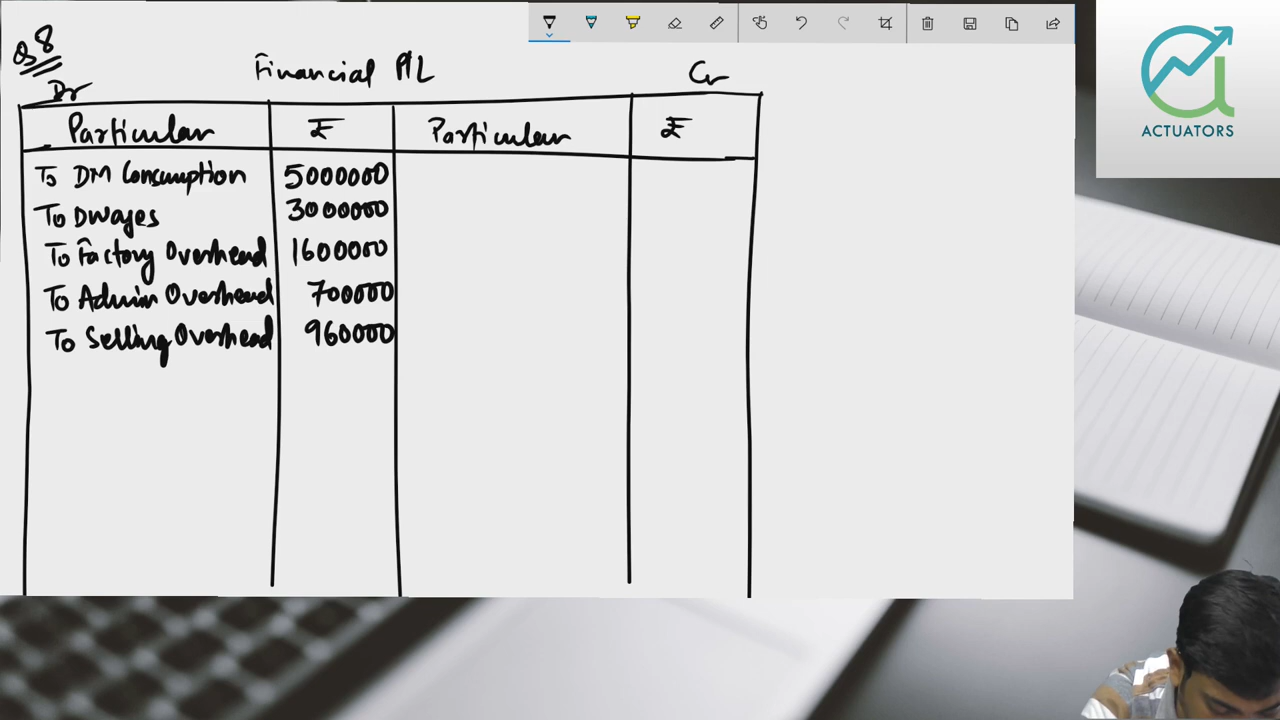 Q8
Financial P/L
Dr Cr
Particular ₹ Particular ₹
To DM Consumption 5000000
To DWages 3000000
To Factory Overhead 1600000
To Admin Overhead 700000
To Selling Overhead 960000
ACTUATORS